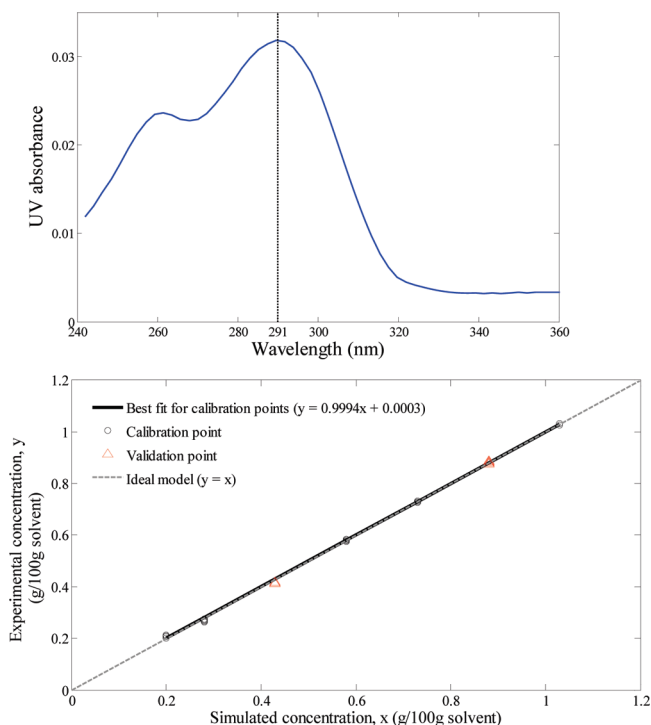 0.03
0.02
0.01
0
UV absorbance
240 260 280 291 300 320 340 360
Wavelength (nm)
1.2
1
0.8
0.6
0.4
0.2
0
Experimental concentration, y
(g/100g solvent)
Best fit for calibration points (y = 0.9994x + 0.0003)
Calibration point
Validation point
Ideal model (y = x)
0 0.2 0.4 0.6 0.8 1 1.2
Simulated concentration, x (g/100g solvent)